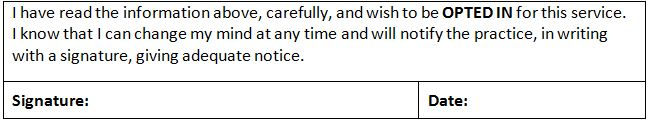 I have read the information above, carefully, and wish to be OPTED IN for this service.
I know that I can change my mind at any time and will notify the practice, in writing
with a signature, giving adequate notice.
Signature: Date: